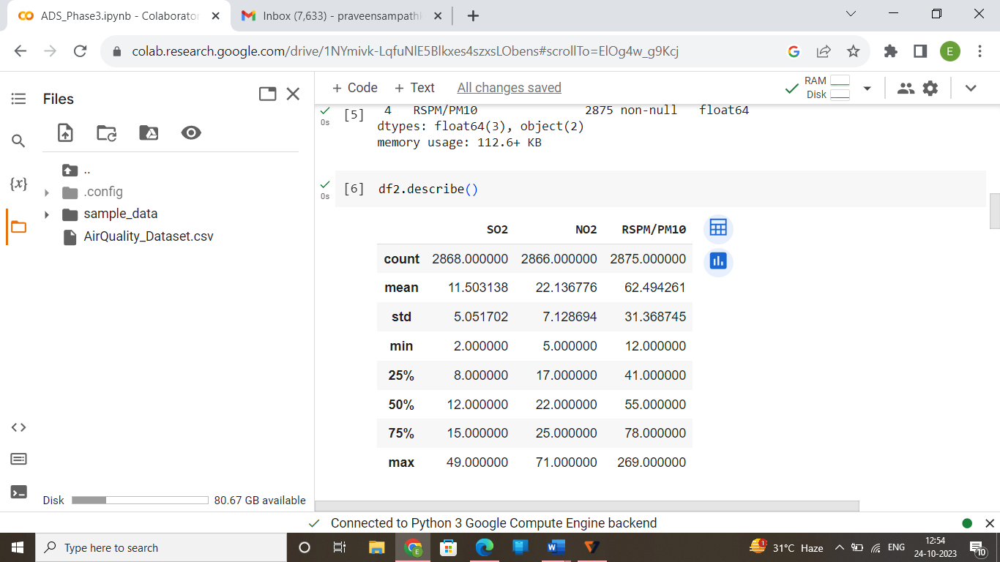 ADS_Phase3.ipynb - Colaborato
Inbox (7,633) - praveensampath
colab.research.google.com/drive/1NYmivk-LqfuNlE5Blkxes4szxsLObens#scrollTo=ElOg4w_g9Kcj
E
Files
+ Code + Text All changes saved
RAM
Disk
..
.config
sample_data
AirQuality_Dataset.csv
{x}
Disk 80.67 GB available
0s [5] 4 RSPM/PM10 2875 non-null float64
dtypes: float64(3), object(2)
memory usage: 112.6+ KB
0s [6] df2.describe()
SO2 NO2 RSPM/PM10
count 2868.000000 2866.000000 2875.000000
mean 11.503138 22.136776 62.494261
std 5.051702 7.128694 31.368745
min 2.000000 5.000000 12.000000
25% 8.000000 17.000000 41.000000
50% 12.000000 22.000000 55.000000
75% 15.000000 25.000000 78.000000
max 49.000000 71.000000 269.000000
Connected to Python 3 Google Compute Engine backend
Type here to search
31°C Haze
ENG
12:54
24-10-2023
10